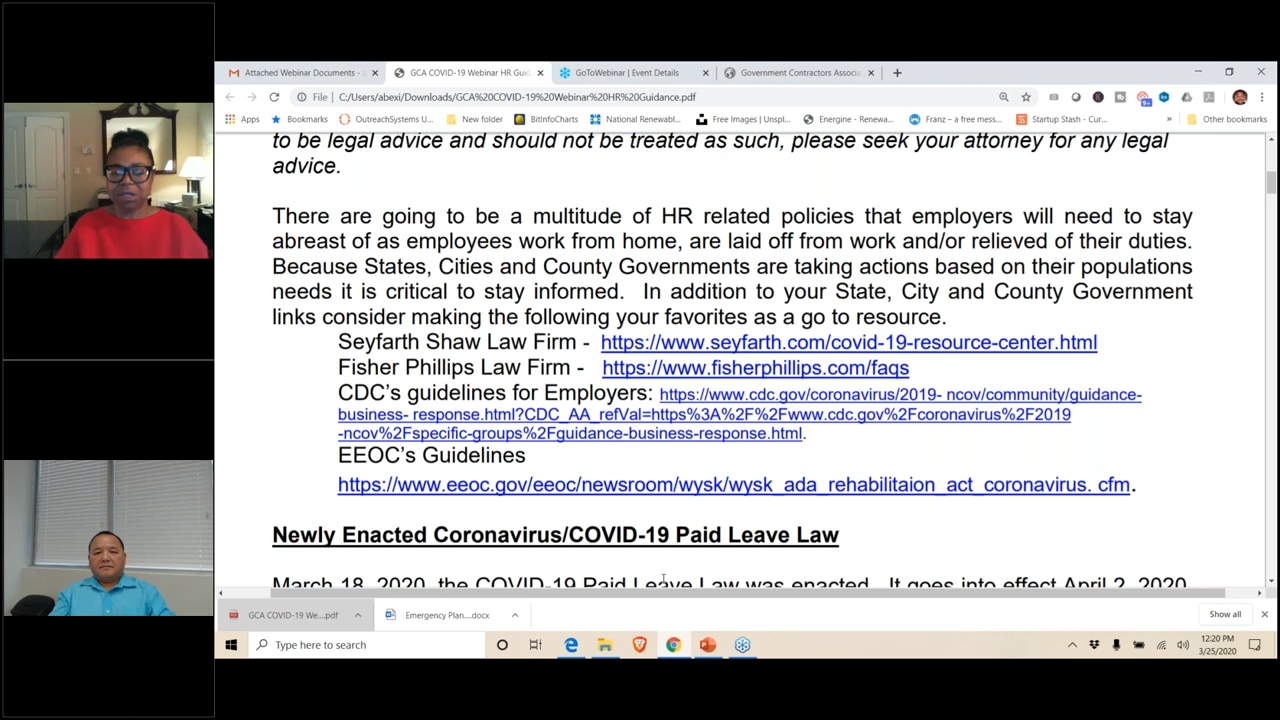 Attached Webinar Documents -
GCA COVID-19 Webinar HR Guid
GoToWebinar | Event Details
Government Contractors Associ
File | C:/Users/abexi/Downloads/GCA%20COVID-19%20Webinar%20HR%20Guidance.pdf
Apps
Bookmarks
OutreachSystems U...
New folder
BitInfoCharts
National Renewabl...
Free Images | Unspl...
Energine - Renewa...
Franz – a free mess...
Startup Stash - Cur...
»
Other bookmarks
to be legal advice and should not be treated as such, please seek your attorney for any legal
advice.
There are going to be a multitude of HR related policies that employers will need to stay
abreast of as employees work from home, are laid off from work and/or relieved of their duties.
Because States, Cities and County Governments are taking actions based on their populations
needs it is critical to stay informed. In addition to your State, City and County Government
links consider making the following your favorites as a go to resource.
Seyfarth Shaw Law Firm - https://www.seyfarth.com/covid-19-resource-center.html
Fisher Phillips Law Firm - https://www.fisherphillips.com/faqs
CDC's guidelines for Employers: https://www.cdc.gov/coronavirus/2019- ncov/community/guidance-
business- response.html?CDC_AA_refVal=https%3A%2F%2Fwww.cdc.gov%2Fcoronavirus%2F2019
-ncov%2Fspecific-groups%2Fguidance-business-response.html.
EEOC's Guidelines
https://www.eeoc.gov/eeoc/newsroom/wysk/wysk_ada_rehabilitaion_act_coronavirus. cfm.
Newly Enacted Coronavirus/COVID-19 Paid Leave Law
March 18, 2020, the COVID-19 Paid Leave Law was enacted. It goes into effect April 2, 2020
GCA COVID-19 We....pdf
Emergency Plan....docx
Show all
Type here to search
12:20 PM
3/25/2020